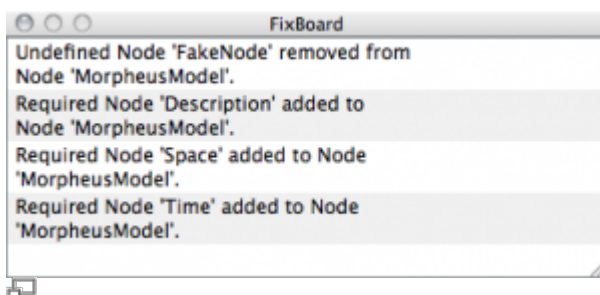 FixBoard
Undefined Node 'FakeNode' removed from
Node 'MorpheusModel'.
Required Node 'Description' added to
Node 'MorpheusModel'.
Required Node 'Space' added to Node
'MorpheusModel'.
Required Node 'Time' added to Node
'MorpheusModel'.